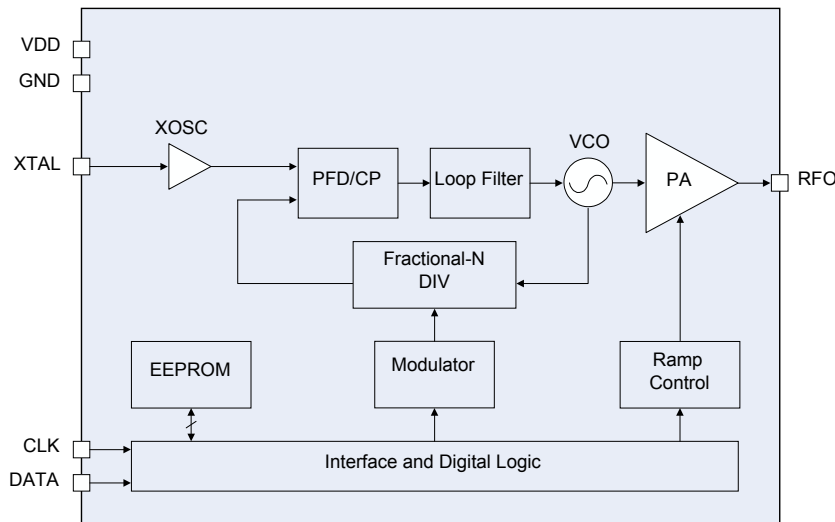 VDD
GND
XOSC
XTAL
PFD/CP
Loop Filter
VCO
PA
RFO
Fractional-N
DIV
EEPROM
Modulator
Ramp
Control
CLK
DATA
Interface and Digital Logic